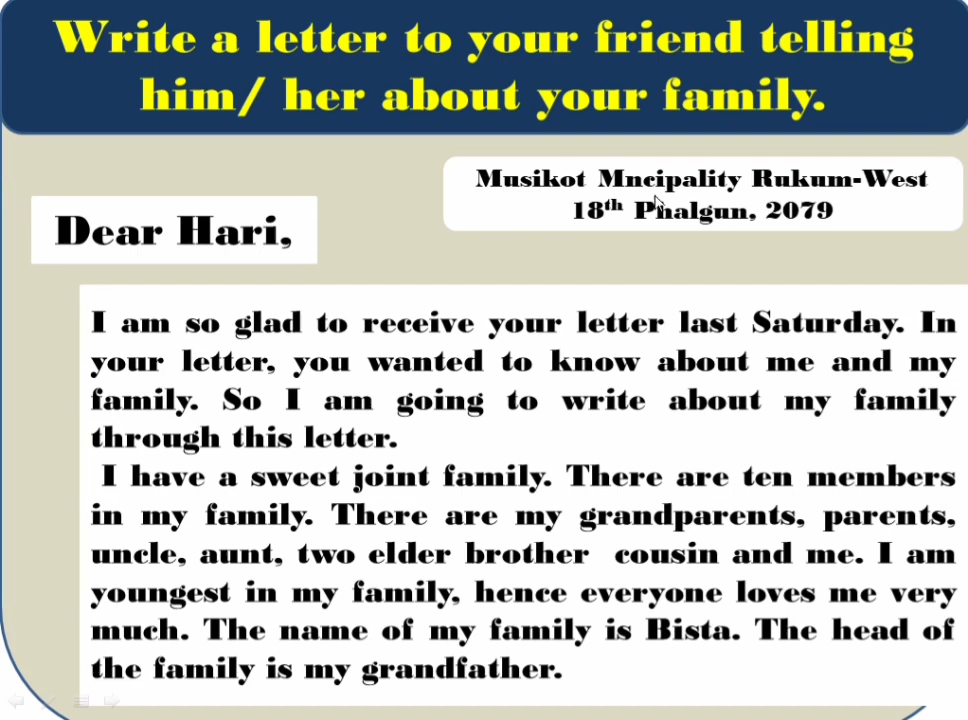 Write a letter to your friend telling
him/ her about your family.
Musikot Mncipality Rukum-West
18th Phalgun, 2079
Dear Hari,
I am so glad to receive your letter last Saturday. In
your letter, you wanted to know about me and my
family. So I am going to write about my family
through this letter.
I have a sweet joint family. There are ten members
in my family. There are my grandparents, parents,
uncle, aunt, two elder brother cousin and me. I am
youngest in my family, hence everyone loves me very
much. The name of my family is Bista. The head of
the family is my grandfather.